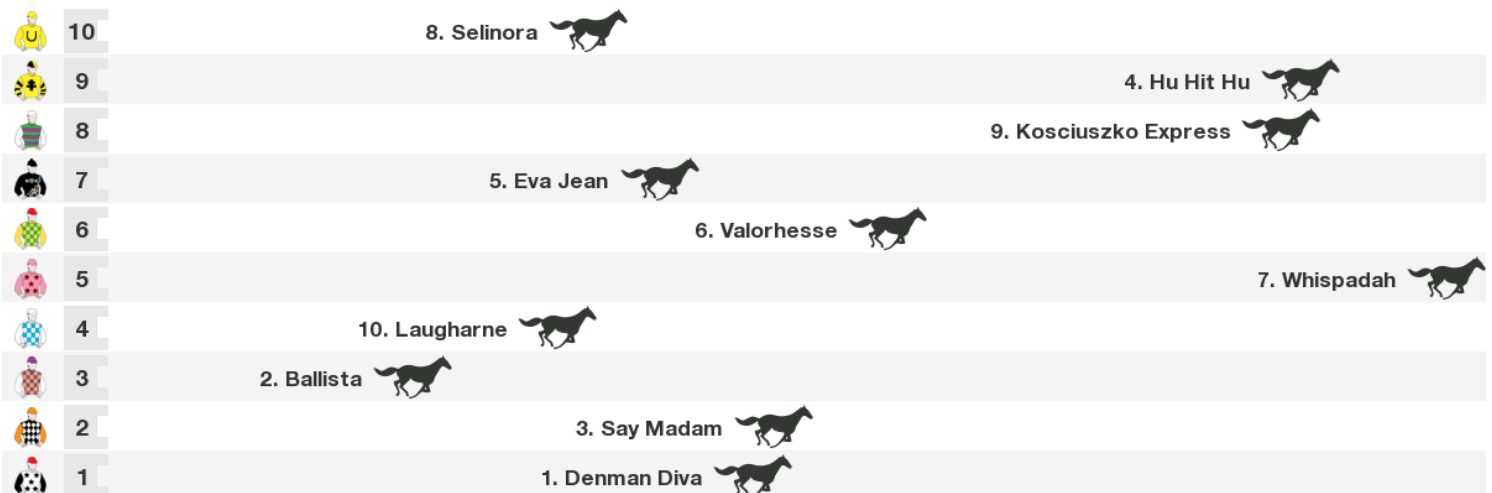 10 8. Selinora
9 4. Hu Hit Hu
8 9. Kosciuszko Express
7 5. Eva Jean
6 6. Valorhesse
5 7. Whispadah
4 10. Laugharne
3 2. Ballista
2 3. Say Madam
1 1. Denman Diva